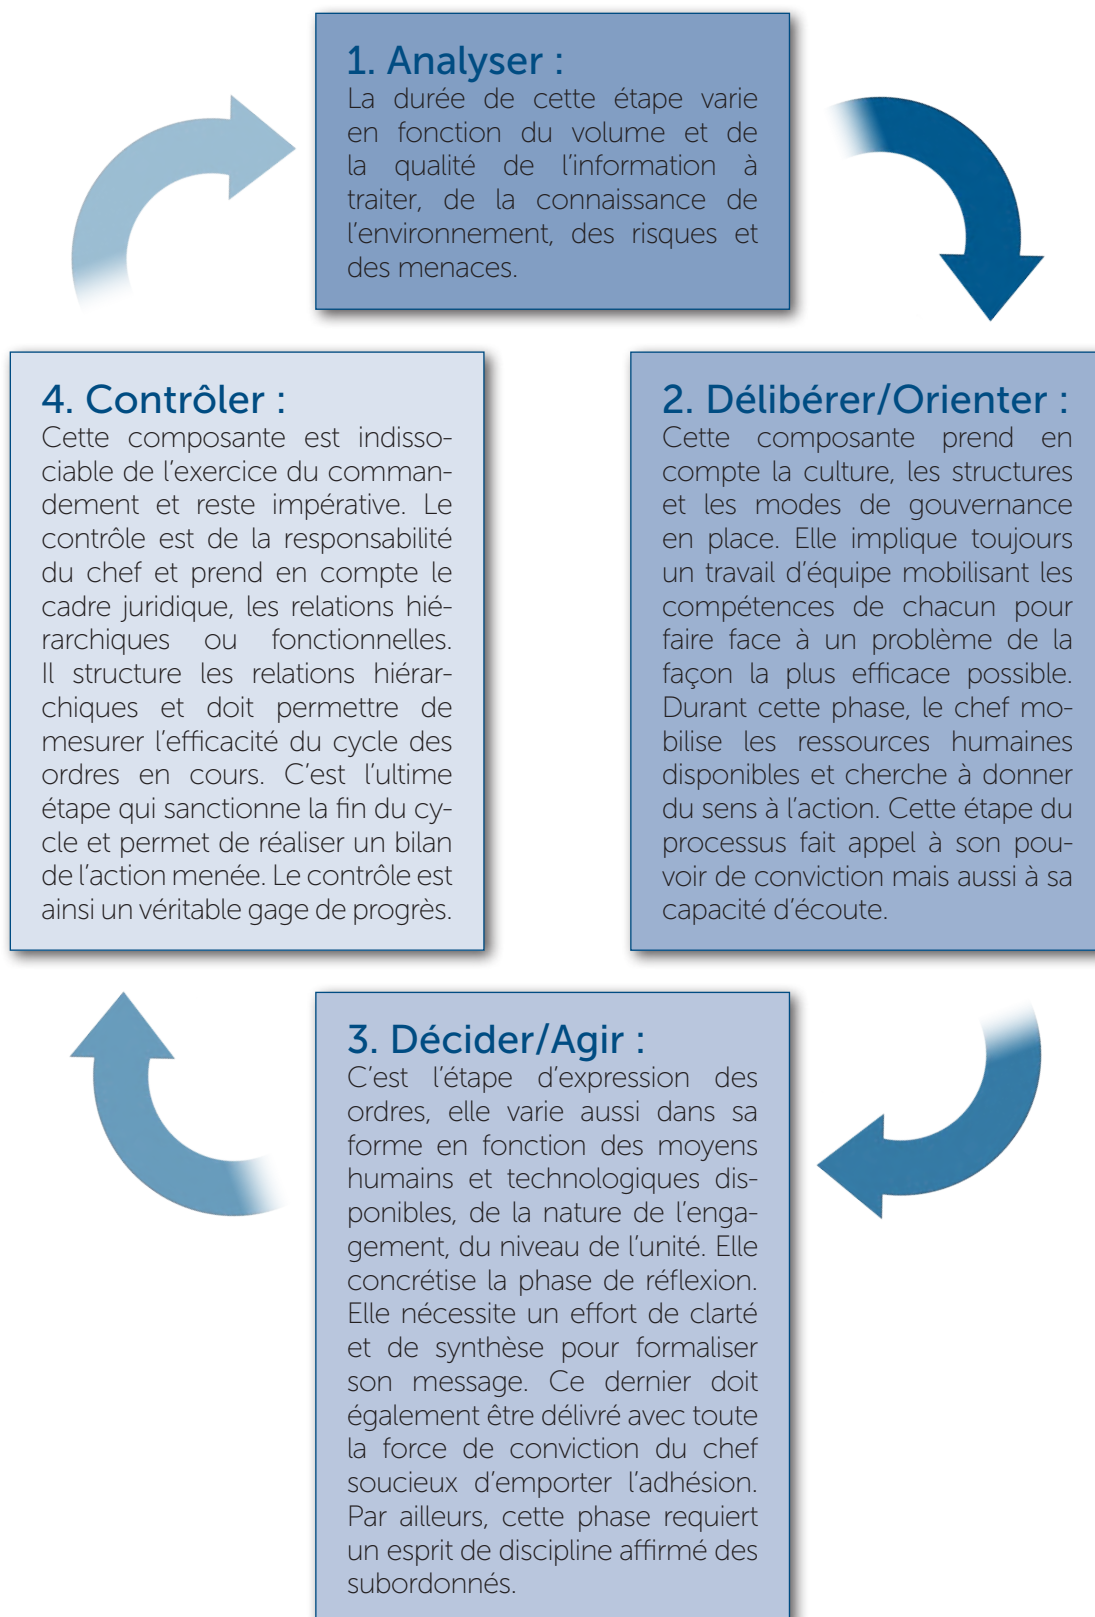 1. Analyser :
La durée de cette étape varie
en fonction du volume et de
la qualité de l’information à
traiter, de la connaissance de
l’environnement, des risques et
des menaces.
2. Délibérer/Orienter :
Cette composante prend en
compte la culture, les structures
et les modes de gouvernance
en place. Elle implique toujours
un travail d’équipe mobilisant les
compétences de chacun pour
faire face à un problème de la
façon la plus efficace possible.
Durant cette phase, le chef mo-
bilise les ressources humaines
disponibles et cherche à donner
du sens à l’action. Cette étape du
processus fait appel à son pou-
voir de conviction mais aussi à sa
capacité d’écoute.
3. Décider/Agir :
C’est l’étape d’expression des
ordres, elle varie aussi dans sa
forme en fonction des moyens
humains et technologiques dis-
ponibles, de la nature de l’enga-
gement, du niveau de l’unité. Elle
concrétise la phase de réflexion.
Elle nécessite un effort de clarté
et de synthèse pour formaliser
son message. Ce dernier doit
également être délivré avec toute
la force de conviction du chef
soucieux d’emporter l’adhésion.
Par ailleurs, cette phase requiert
un esprit de discipline affirmé des
subordonnés.
4. Contrôler :
Cette composante est indisso-
ciable de l’exercice du comman-
dement et reste impérative. Le
contrôle est de la responsabilité
du chef et prend en compte le
cadre juridique, les relations hié-
rarchiques ou fonctionnelles.
Il structure les relations hiérar-
chiques et doit permettre de
mesurer l’efficacité du cycle des
ordres en cours. C’est l’ultime
étape qui sanctionne la fin du cy-
cle et permet de réaliser un bilan
de l’action menée. Le contrôle est
ainsi un véritable gage de progrès.